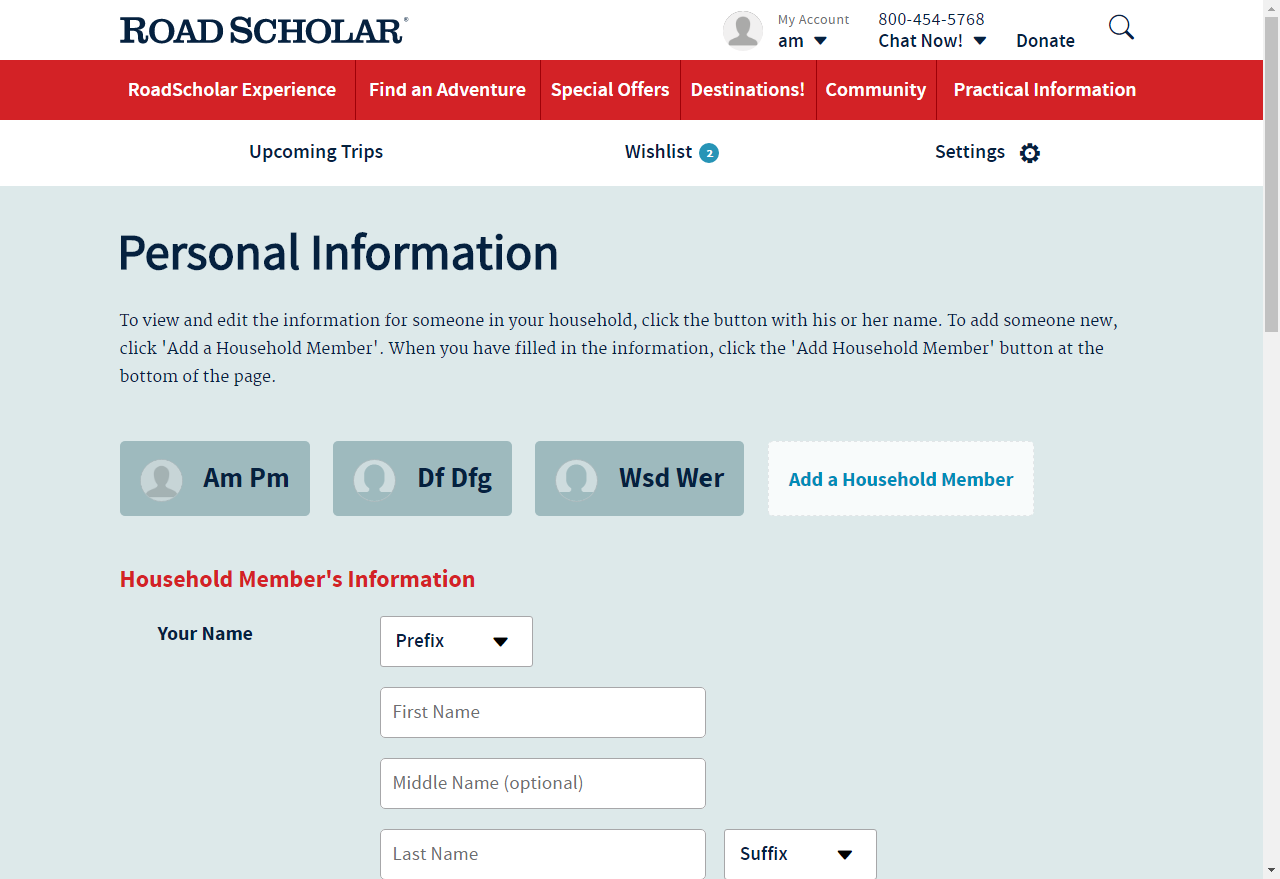 ROAD SCHOLAR®
My Account
am
800-454-5768
Chat Now!
Donate
RoadScholar Experience
Find an Adventure
Special Offers
Destinations!
Community
Practical Information
Upcoming Trips
Wishlist 2
Settings
Personal Information
To view and edit the information for someone in your household, click the button with his or her name. To add someone new,
click 'Add a Household Member'. When you have filled in the information, click the 'Add Household Member' button at the
bottom of the page.
Am Pm
Df Dfg
Wsd Wer
Add a Household Member
Household Member's Information
Your Name
Prefix
First Name
Middle Name (optional)
Last Name
Suffix